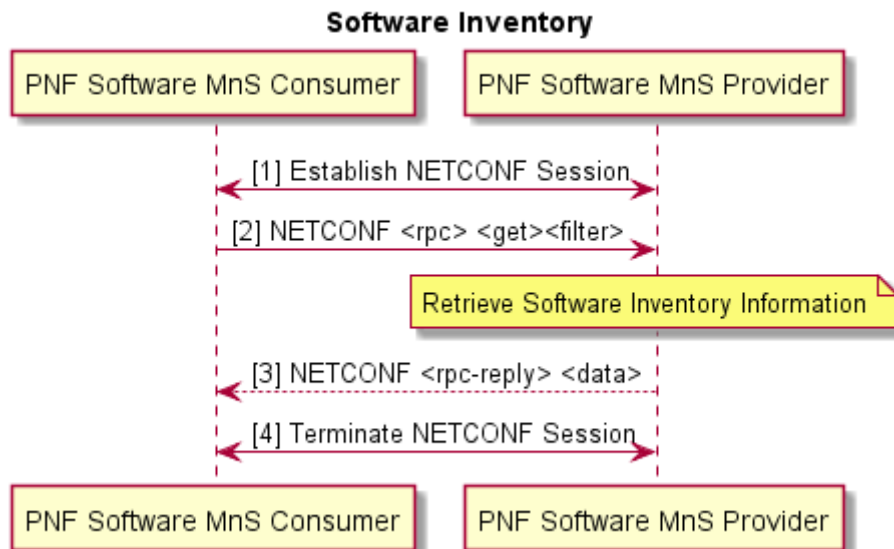 Software Inventory
PNF Software MnS Consumer
PNF Software MnS Provider
[1] Establish NETCONF Session
[2] NETCONF <rpc> <get><filter>
Retrieve Software Inventory Information
[3] NETCONF <rpc-reply> <data>
[4] Terminate NETCONF Session
PNF Software MnS Consumer
PNF Software MnS Provider